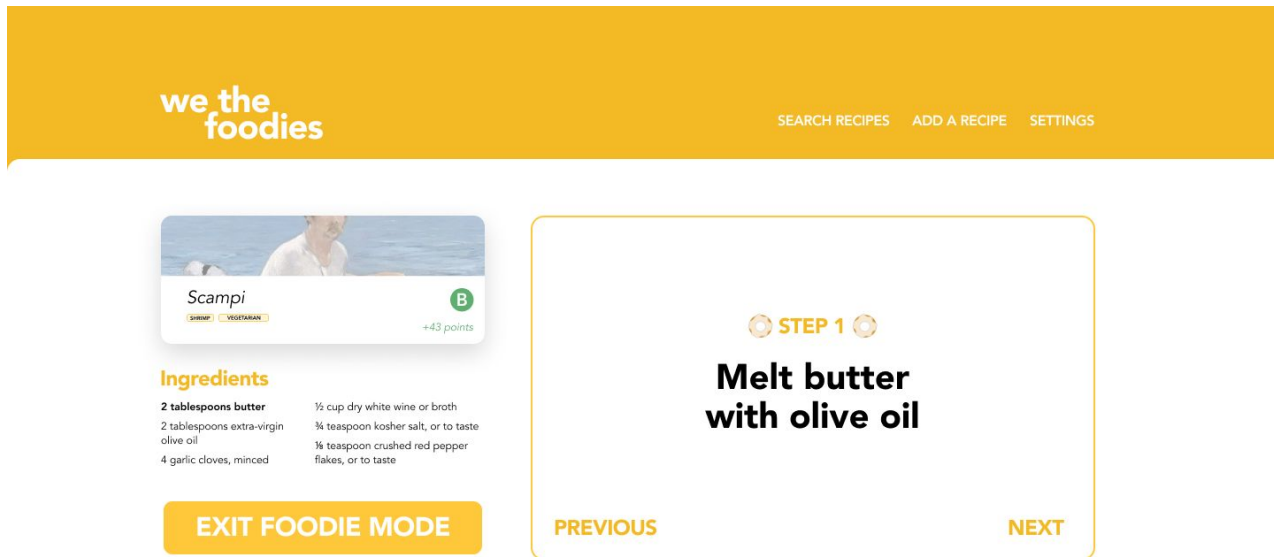 we the
foodies
SEARCH RECIPES ADD A RECIPE SETTINGS
Scampi
SHRIMP VEGETARIAN
B
+43 points
Ingredients
2 tablespoons butter
2 tablespoons extra-virgin
olive oil
4 garlic cloves, minced
½ cup dry white wine or broth
¾ teaspoon kosher salt, or to taste
⅛ teaspoon crushed red pepper
flakes, or to taste
EXIT FOODIE MODE
STEP 1
Melt butter
with olive oil
PREVIOUS
NEXT